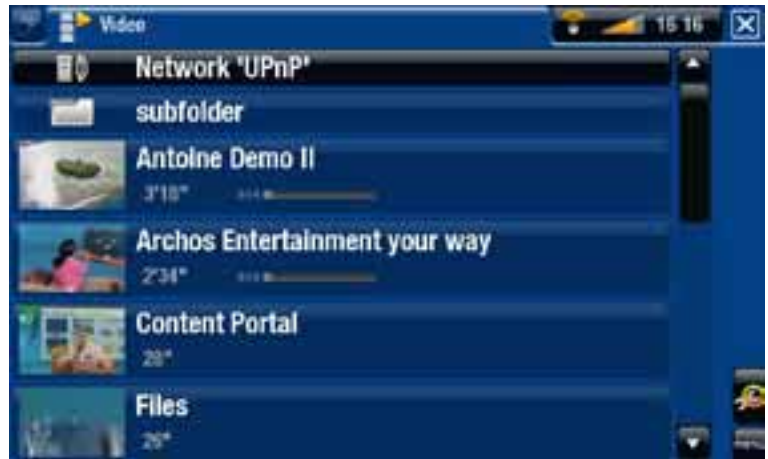 Video
16 16
Network 'UPnP'
subfolder
Antoine Demo II
3'18"
Archos Entertainment your way
2'34"
Content Portal
28"
Files
26"